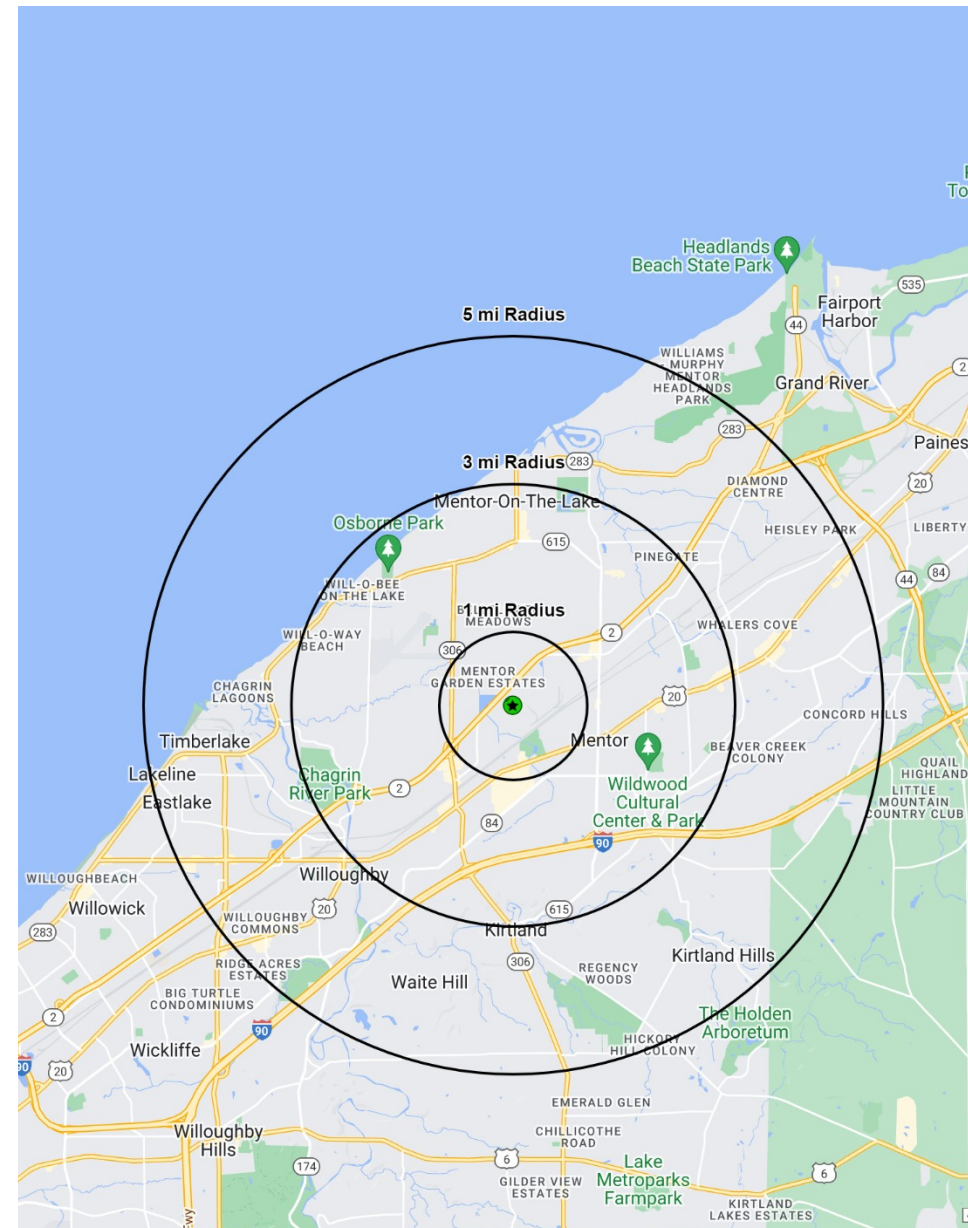 To
Headlands
Beach State Park
535
Fairport
Harbor
44
5 mi Radius
WILLIAMS
MURPHY
MENTOR
HEADLANDS
PARK
Grand River
2
283
Paines
3 mi Radius
283
20
DIAMOND
CENTRE
Mentor-On-The-Lake
Osborne Park
HEISLEY PARK
LIBERTY
615
PINEGATE
44
84
WILL-O-BEE
ON THE LAKE
1 mi Radius
MEADOWS
WHALERS COVE
2
WILL-O-WAY
BEACH
306
MENTOR
GARDEN ESTATES
CHAGRIN
LAGOONS
20
CONCORD HILLS
Timberlake
Mentor
BEAVER CREEK
COLONY
Lakeline
Chagrin
River Park
2
Wildwood
Cultural
Center & Park
QUAIL
HIGHLAND
LITTLE
MOUNTAIN
COUNTRY CLUB
Eastlake
84
90
WILLOUGHBEACH
Willoughby
Willowick
20
615
WILLOUGHBY
COMMONS
283
Kirtland
306
Kirtland Hills
RIDGE ACRES
ESTATES
REGENCY
WOODS
Waite Hill
BIG TURTLE
CONDOMINIUMS
2
The Holden
Arboretum
90
HICKORY
HILL COLONY
Wickliffe
90
20
EMERALD GLEN
Willoughby
Hills
CHILLICOTHE
ROAD
174
6
Lake
Metroparks
Farmpark
6
GILDER VIEW
ESTATES
KIRTLAND
LAKES ESTATES